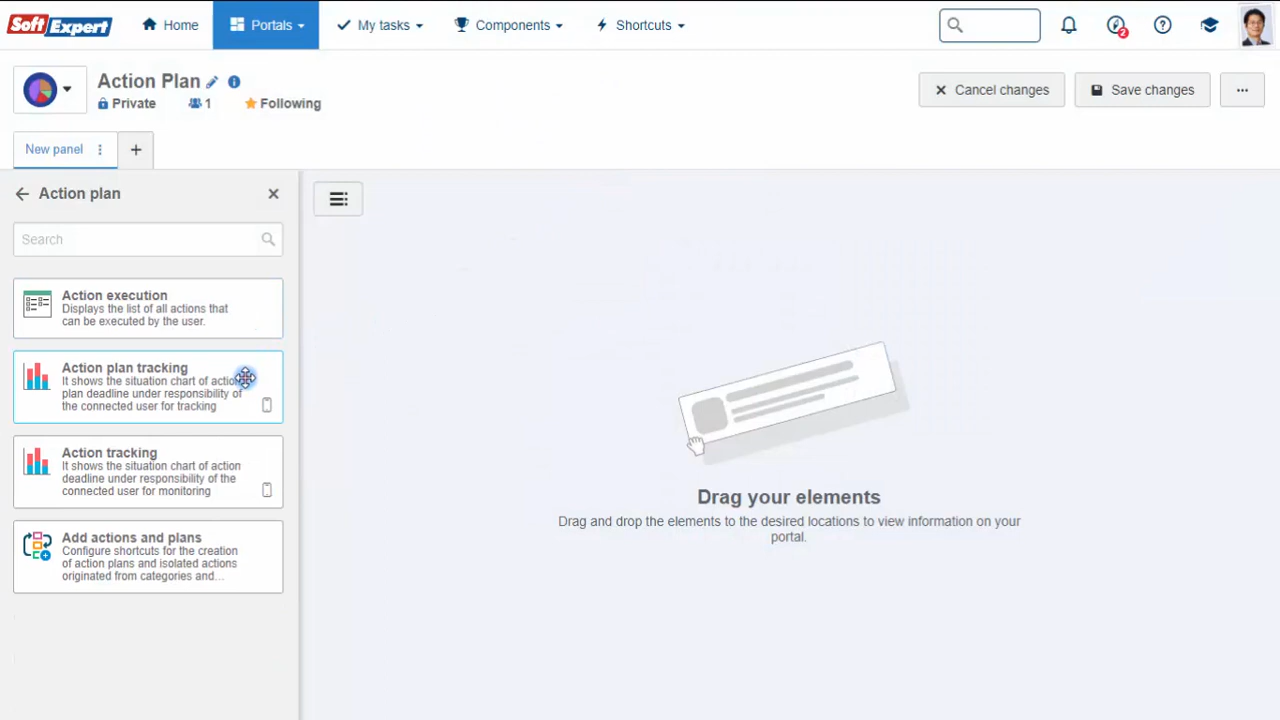 SoftExpert
Home
Portals
My tasks
Components
Shortcuts
2
Action Plan
Private
1
Following
Cancel changes
Save changes
New panel
Action plan
Search
Action execution
Displays the list of all actions that
can be executed by the user.
Action plan tracking
It shows the situation chart of action
plan deadline under responsibility of
the connected user for tracking
Action tracking
It shows the situation chart of action
deadline under responsibility of the
connected user for monitoring
Add actions and plans
Configure shortcuts for the creation
of action plans and isolated actions
originated from categories and...
Drag your elements
Drag and drop the elements to the desired locations to view information on your
portal.